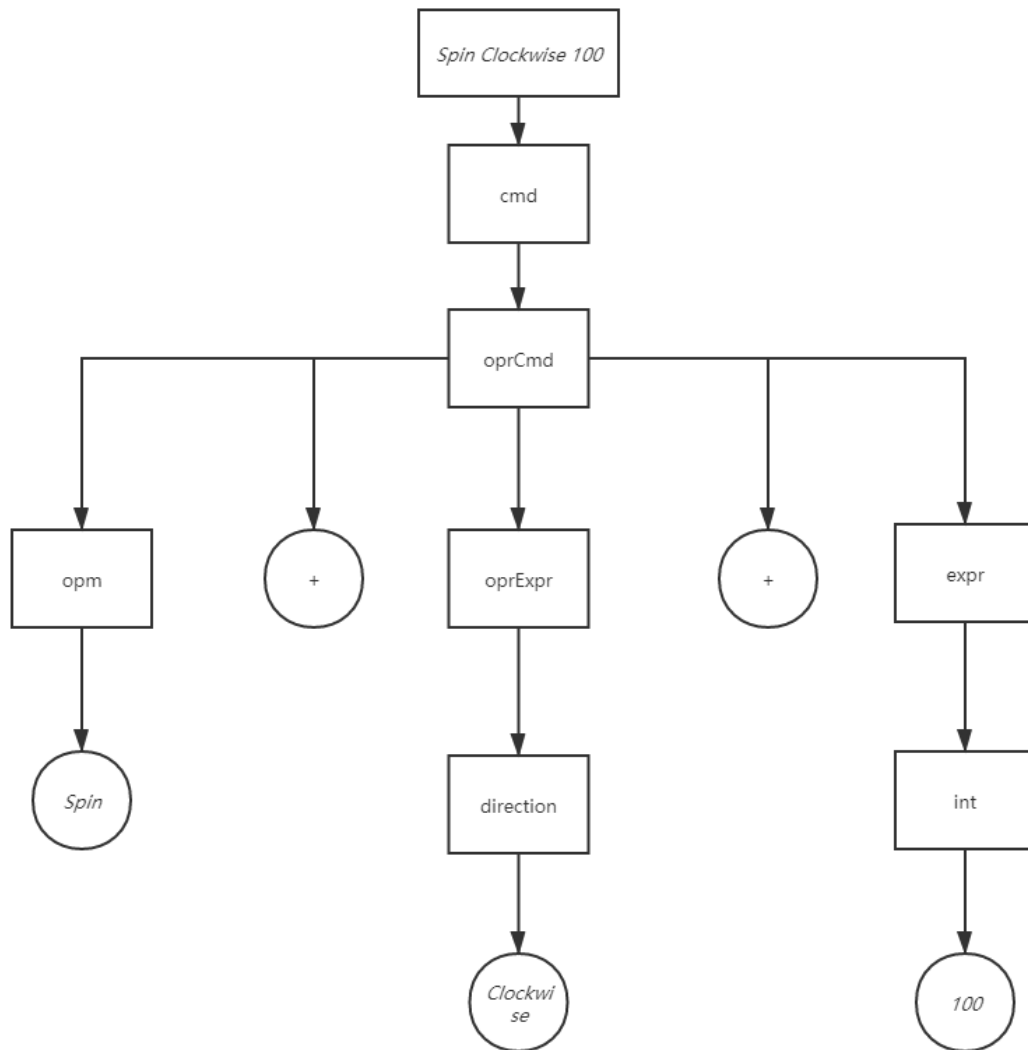 Spin Clockwise 100
cmd
oprCmd
opm
+
oprExpr
+
expr
Spin
direction
int
Clockwi
se
100